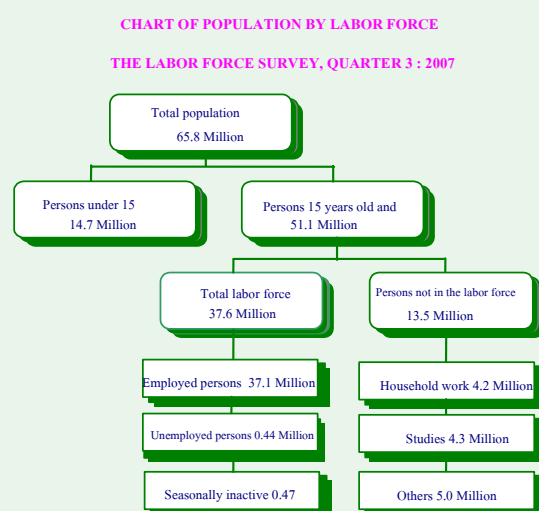 CHART OF POPULATION BY LABOR FORCE
THE LABOR FORCE SURVEY, QUARTER 3 : 2007
Total population
65.8 Million
Persons under 15
14.7 Million
Persons 15 years old and
51.1 Million
Total labor force
37.6 Million
Persons not in the labor force
13.5 Million
Employed persons 37.1 Million
Household work 4.2 Million
Unemployed persons 0.44 Million
Studies 4.3 Million
Seasonally inactive 0.47
Others 5.0 Million